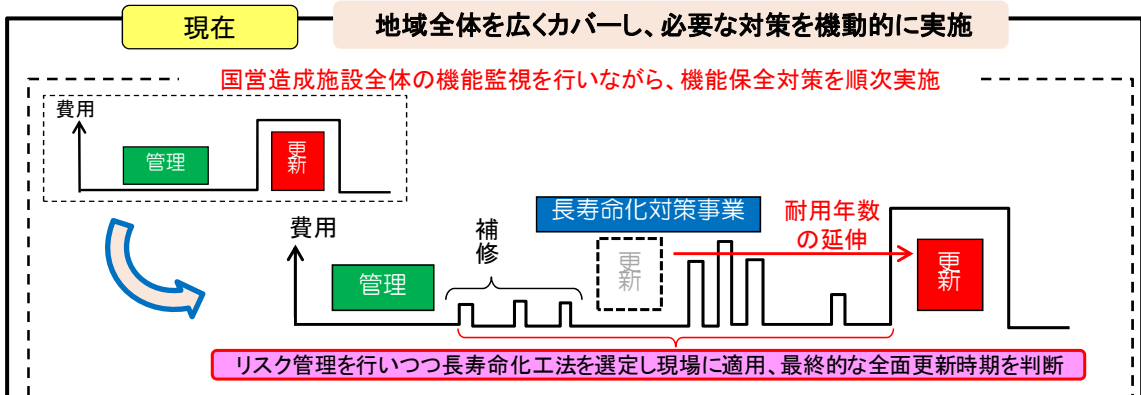 現在
地域全体を広くカバーし、必要な対策を機動的に実施
国営造成施設全体の機能監視を行いながら、機能保全対策を順次実施
費用
管理
更新
費用
管理
補修
長寿命化対策事業
更新
耐用年数
の延伸
更新
リスク管理を行いつつ長寿命化工法を選定し現場に適用、最終的な全面更新時期を判断